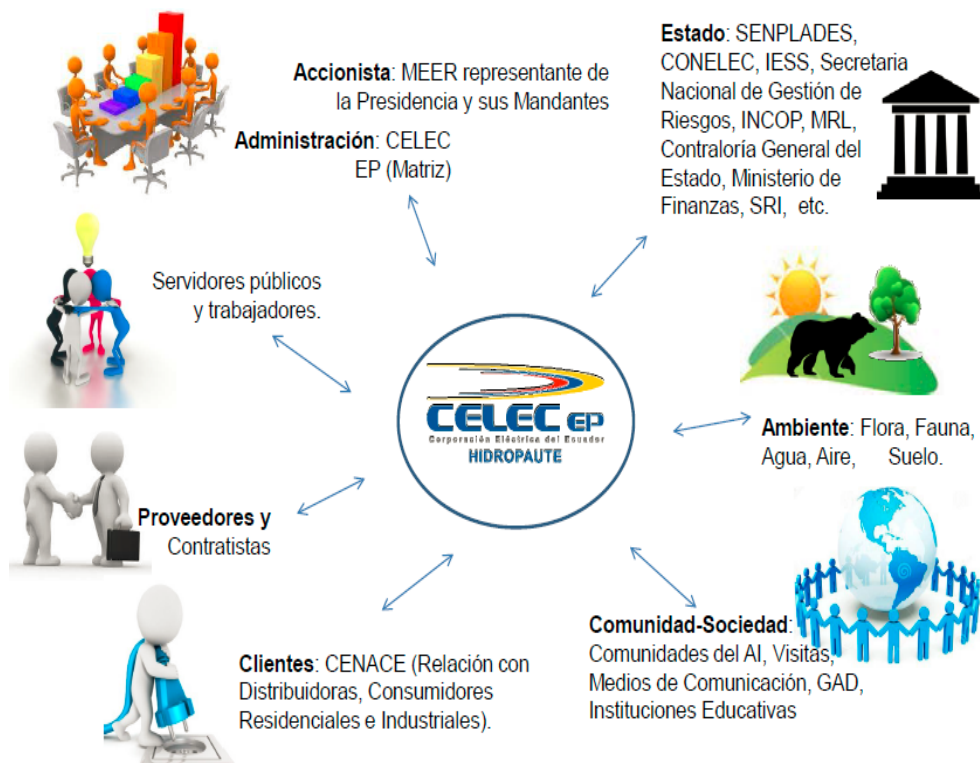 Accionista: MEER representante de
la Presidencia y sus Mandantes
Administración: CELEC
EP (Matriz)
Estado: SENPLADES,
CONELEC, IESS, Secretaria
Nacional de Gestión de
Riesgos, INCOP, MRL,
Contraloría General del
Estado, Ministerio de
Finanzas, SRI, etc.
Servidores públicos
y trabajadores.
CELEC EP
Corporación Eléctrica del Ecuador
HIDROPAUTE
Ambiente: Flora, Fauna,
Agua, Aire, Suelo.
Proveedores y
Contratistas
Clientes: CENACE (Relación con
Distribuidoras, Consumidores
Residenciales e Industriales).
Comunidad-Sociedad:
Comunidades del AI, Visitas,
Medios de Comunicación, GAD,
Instituciones Educativas